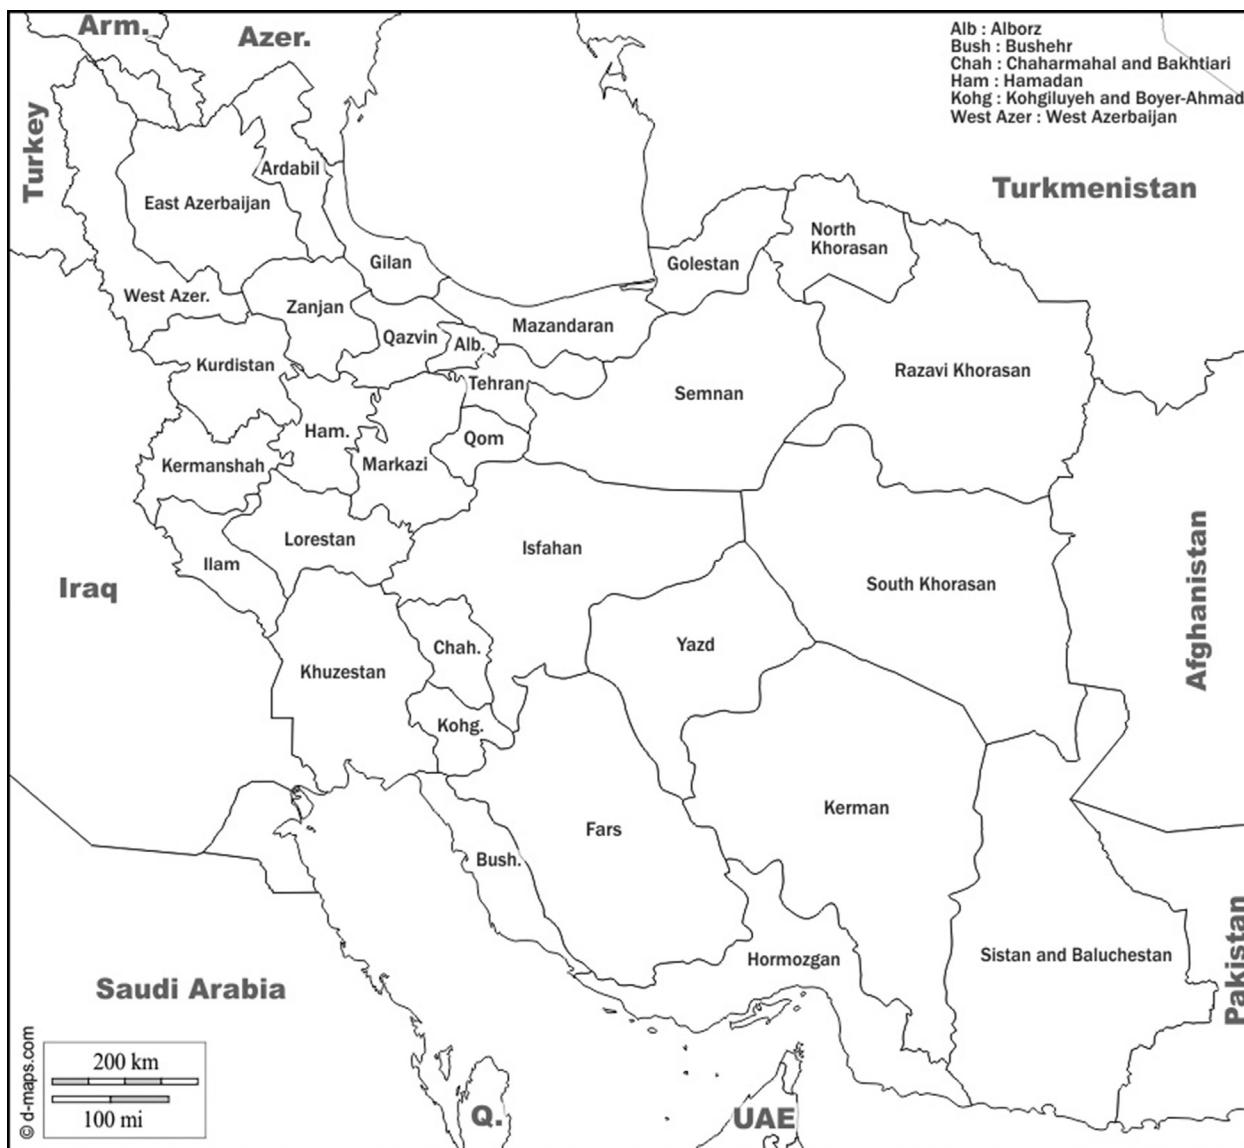 Arm.
Azer.
Alb : Alborz
Bush : Bushehr
Chah : Chaharmahal and Bakhtiari
Ham : Hamadan
Kohg : Kohgiluyeh and Boyer-Ahmad
West Azer : West Azerbaijan
Turkey
Turkmenistan
Ardabil
East Azerbaijan
North
Khorasan
Gilan
Golestan
West Azer.
Zanjan
Mazandaran
Qazvin
Alb.
Kurdistan
Tehran
Semnan
Razavi Khorasan
Ham.
Qom
Kermanshah
Markazi
Lorestan
Isfahan
Ilam
Iraq
South Khorasan
Afghanistan
Chah.
Yazd
Khuzestan
Kohg.
Kerman
Fars
Bush.
Hormozgan
Sistan and Baluchestan
Pakistan
Saudi Arabia
© d-maps.com
200 km
100 mi
Q.
UAE